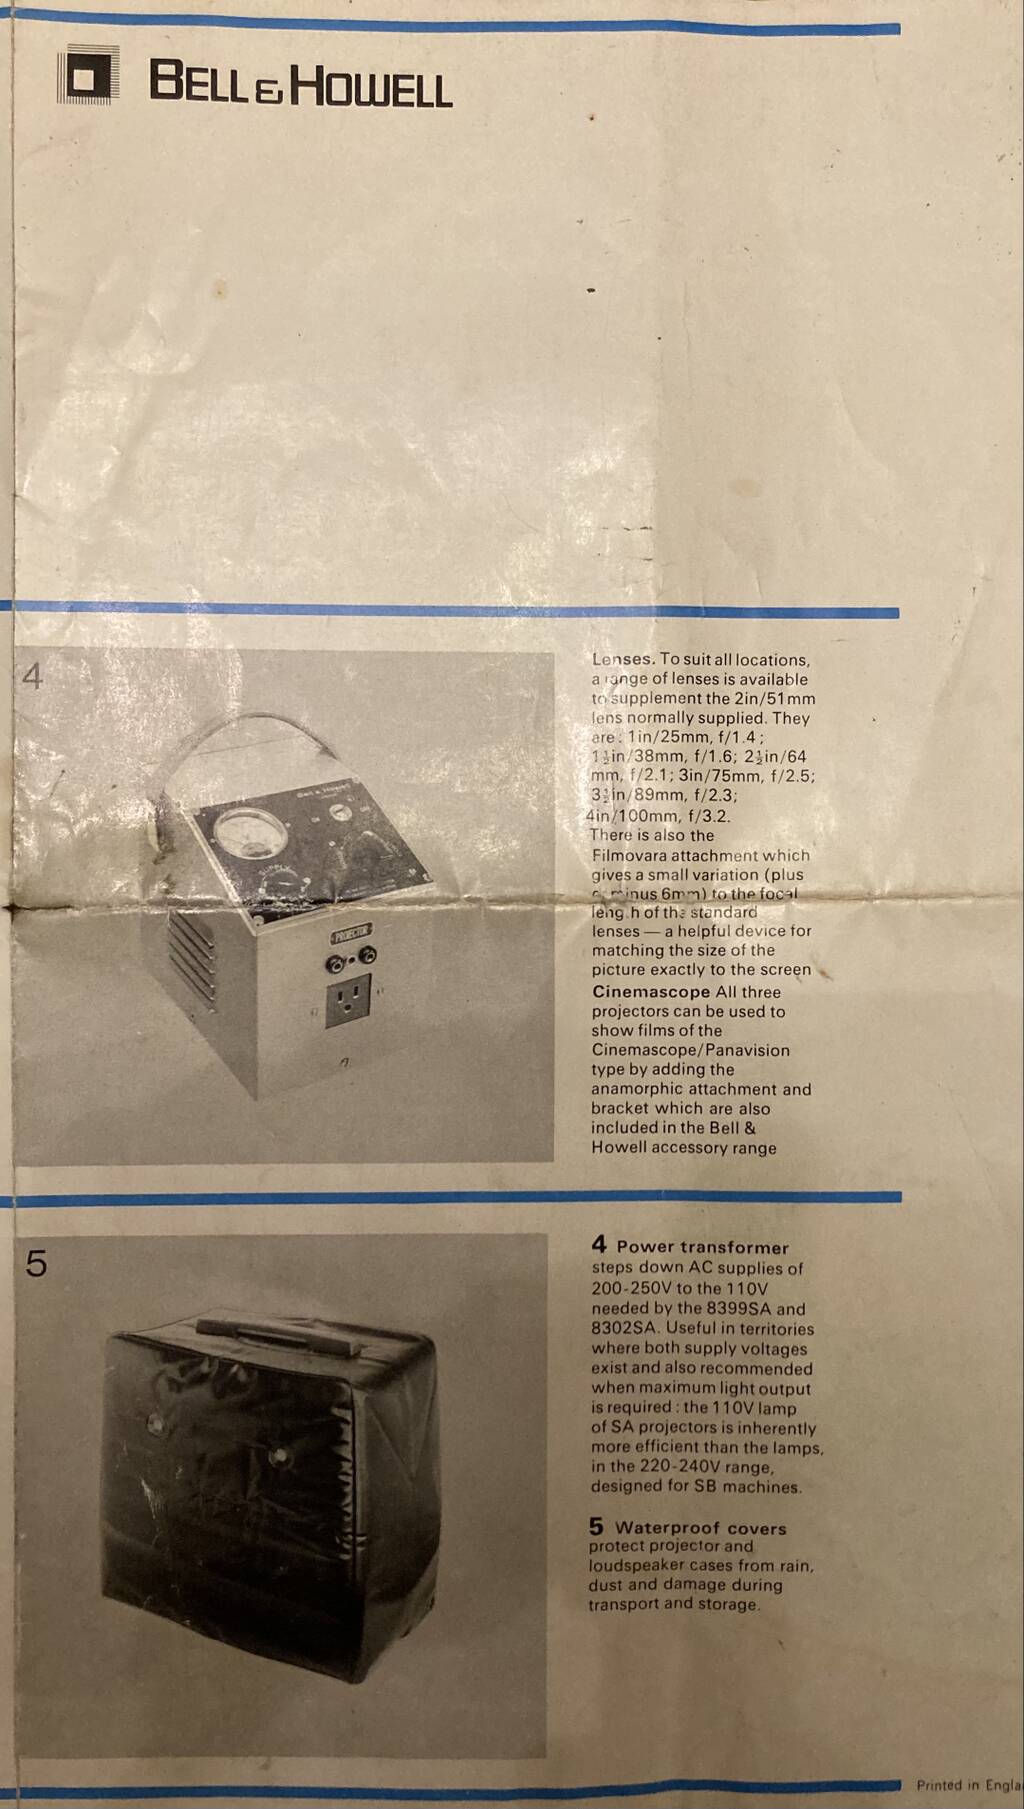 BELL & HOWELL
4
Bell & Howell
SUPPLY
PROJECTOR
Lenses. To suit all locations,
a range of lenses is available
to supplement the 2in/51mm
lens normally supplied. They
are: 1in/25mm, f/1.4;
1½in/38mm, f/1.6; 2½in/64
mm, f/2.1; 3in/75mm, f/2.5;
3½in/89mm, f/2.3;
4in/100mm, f/3.2.
There is also the
Filmovara attachment which
gives a small variation (plus
or minus 6mm) to the focal
length of the standard
lenses — a helpful device for
matching the size of the
picture exactly to the screen
Cinemascope All three
projectors can be used to
show films of the
Cinemascope/Panavision
type by adding the
anamorphic attachment and
bracket which are also
included in the Bell &
Howell accessory range
5
4 Power transformer
steps down AC supplies of
200-250V to the 110V
needed by the 8399SA and
8302SA. Useful in territories
where both supply voltages
exist and also recommended
when maximum light output
is required: the 110V lamp
of SA projectors is inherently
more efficient than the lamps,
in the 220-240V range,
designed for SB machines.
5 Waterproof covers
protect projector and
loudspeaker cases from rain,
dust and damage during
transport and storage.
Printed in Engla